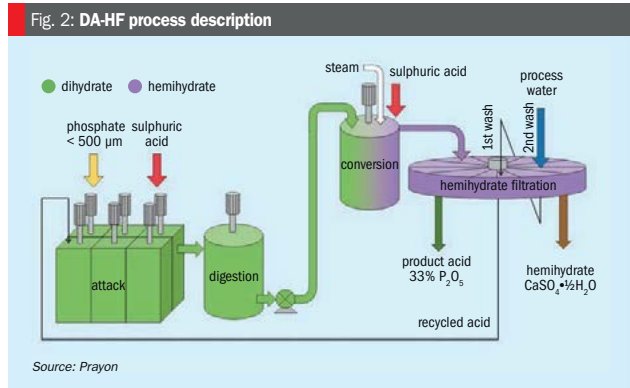 Fig. 2: DA-HF process description
dihydrate
hemihydrate
phosphate
< 500 µm
sulphuric
acid
attack
digestion
steam
sulphuric acid
conversion
1st wash
2nd wash
process
water
hemihydrate filtration
product acid
33% P₂O₅
hemihydrate
CaSO₄•½H₂O
recycled acid
Source: Prayon